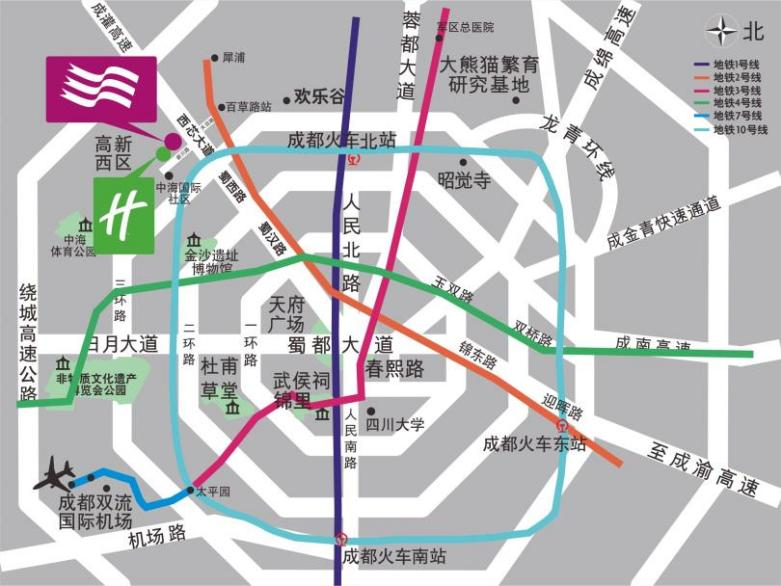 成灌高速
犀浦
百草路站
欢乐谷
成都火车北站
蓉都大道
军区总医院
大熊猫繁育
研究基地
成绵高速
北
地铁1号线
地铁2号线
地铁3号线
地铁4号线
地铁7号线
地铁10号线
龙青环线
昭觉寺
成金青快速通道
高新
西区
西芯大道
中海国际
社区
蜀西路
蜀汉路
人民北路
H
中海
体育公园
金沙遗址
博物馆
绕城高速公路
三环路
二环路
一环路
日月大道
天府
广场
蜀都大道
玉双路
双桥路
成南高速
锦东路
春熙路
非物质文化遗产
博览会公园
杜甫
草堂
武侯祠
锦里
人民南路
四川大学
迎晖路
成都火车东站
至成渝高速
太平园
成都双流
国际机场
机场路
成都火车南站